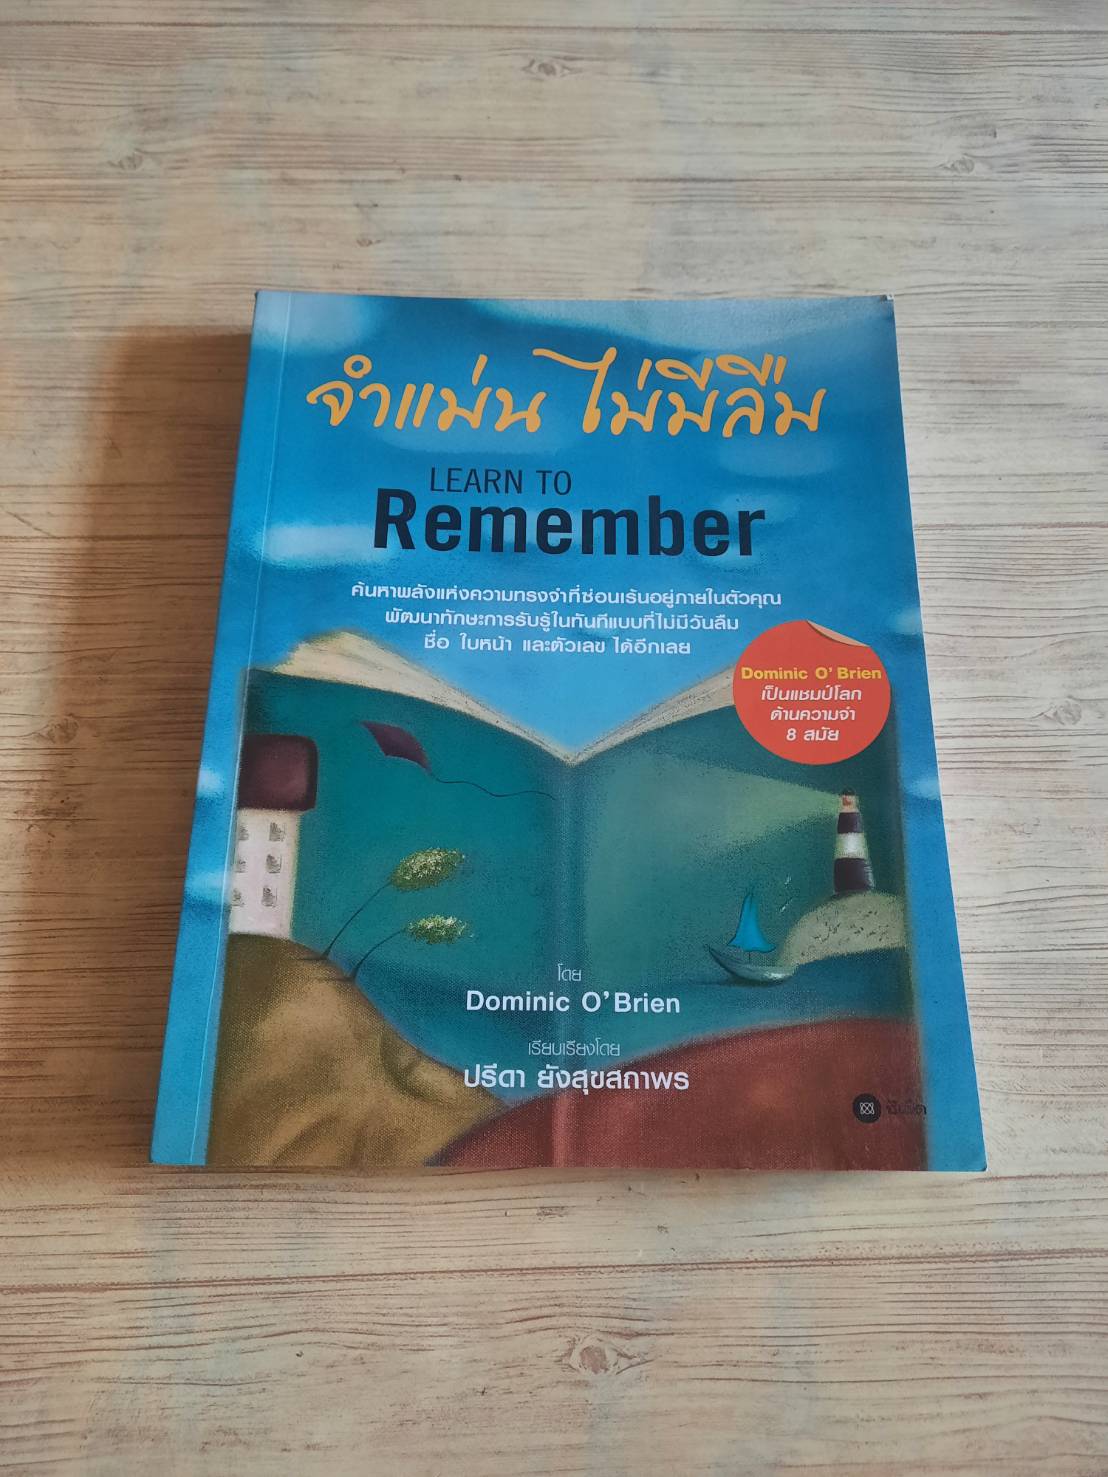 จำแม่น ไม่มีลืม
LEARN TO
Remember
ค้นหาพลังแห่งความทรงจำที่ซ่อนเร้นอยู่ภายในตัวคุณ
พัฒนาทักษะการรับรู้ในทันทีแบบที่ไม่มีวันลืม
ชื่อ ใบหน้า และตัวเลข ได้อีกเลย
Dominic O' Brien
เป็นแชมป์โลก
ด้านความจำ
8 สมัย
โดย
Dominic O'Brien
เรียบเรียงโดย
ปรีดา ยังสุขสถาพร
ซีเอ็ด